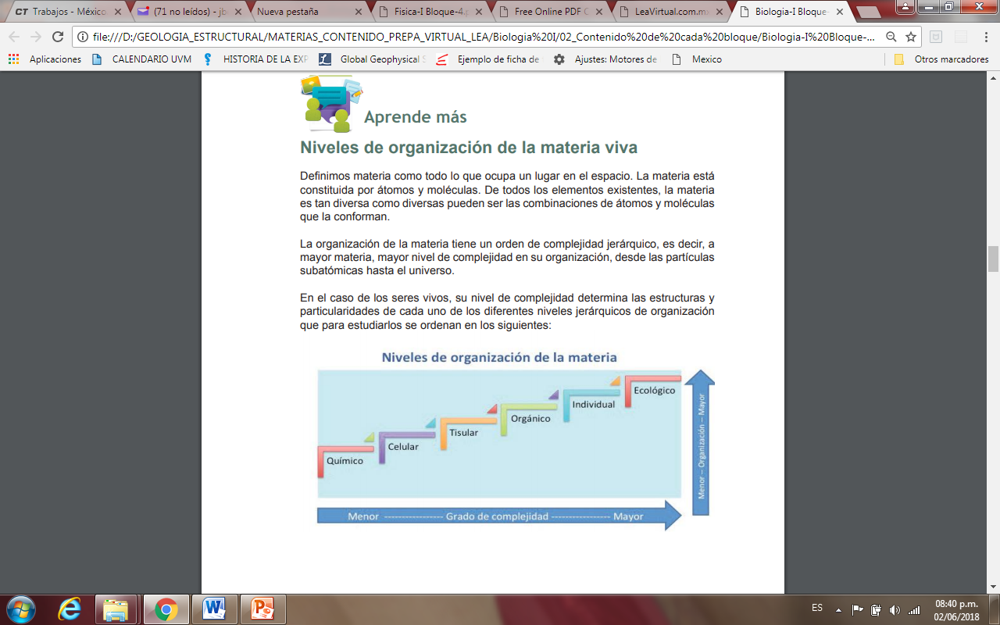 CT Trabajos - México
(71 no leídos) - jb
Nueva pestaña
Fisica-I Bloque-4.p
Free Online PDF C
LeaVirtual.com.mx
Biologia-I Bloque-
file:///D:/GEOLOGIA_ESTRUCTURAL/MATERIAS_CONTENIDO_PREPA_VIRTUAL_LEA/Biologia%20I/02_Contenido%20de%20cada%20bloque/Biologia-I%20Bloque-...
Aplicaciones
CALENDARIO UVM
HISTORIA DE LA EXP
Global Geophysical S
Ejemplo de ficha de
Ajustes: Motores de
Mexico
Otros marcadores
Aprende más
Niveles de organización de la materia viva
Definimos materia como todo lo que ocupa un lugar en el espacio. La materia está
constituida por átomos y moléculas. De todos los elementos existentes, la materia
es tan diversa como diversas pueden ser las combinaciones de átomos y moléculas
que la conforman.
La organización de la materia tiene un orden de complejidad jerárquico, es decir, a
mayor materia, mayor nivel de complejidad en su organización, desde las partículas
subatómicas hasta el universo.
En el caso de los seres vivos, su nivel de complejidad determina las estructuras y
particularidades de cada uno de los diferentes niveles jerárquicos de organización
que para estudiarlos se ordenan en los siguientes:
Niveles de organización de la materia
Químico
Celular
Tisular
Orgánico
Individual
Ecológico
Menor – Organización – Mayor
Menor ----------------- Grado de complejidad ----------------- Mayor
ES
08:40 p.m.
02/06/2018